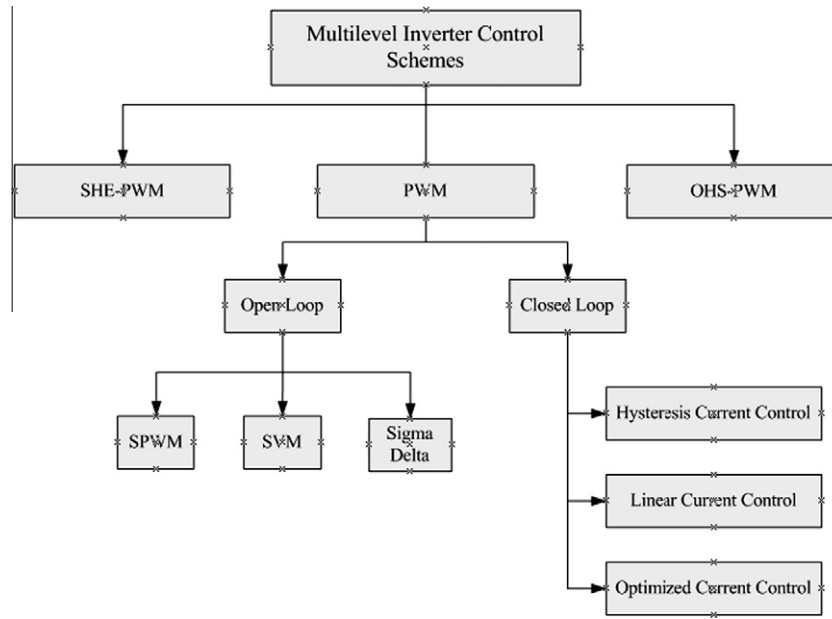 Multilevel Inverter Control
Schemes
SHE-PWM
PWM
OHS-PWM
Open Loop
Closed Loop
SPWM
SVM
Sigma
Delta
Hysteresis Current Control
Linear Current Control
Optimized Current Control